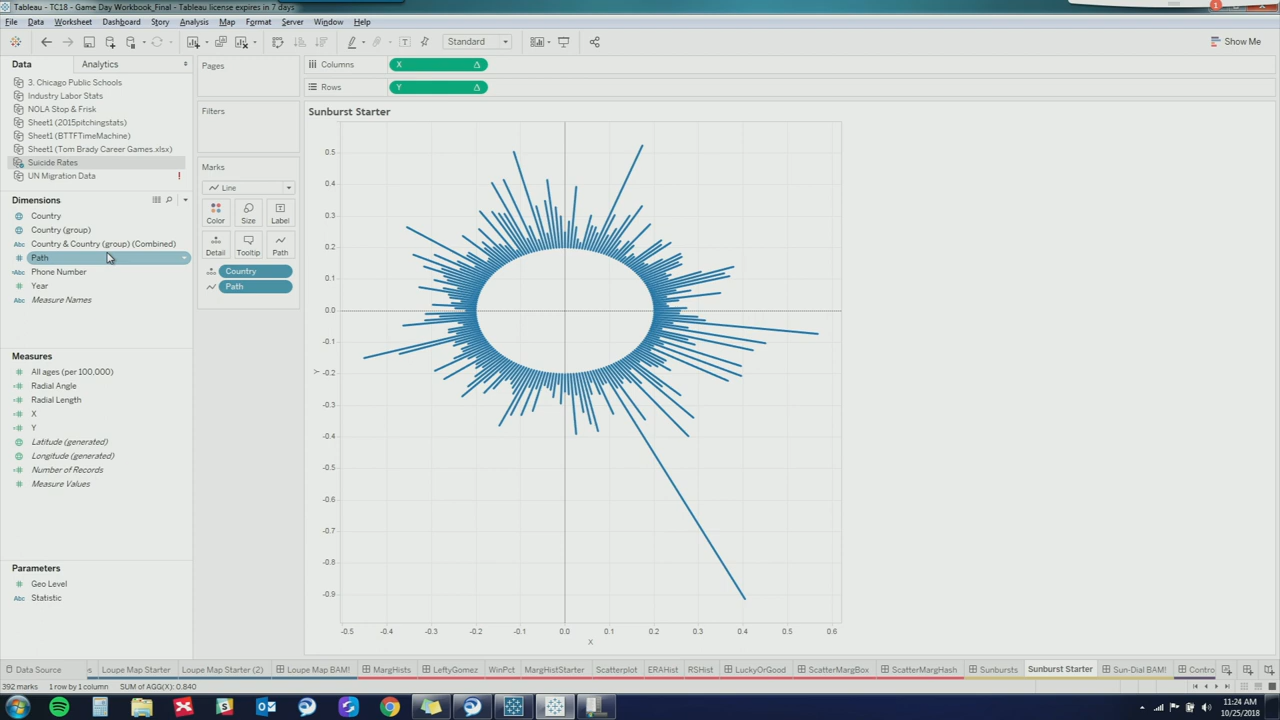 Tableau - TC18 - Game Day Workbook_Final - Tableau license expires in 7 days
1
File Data Worksheet Dashboard Story Analysis Map Format Server Window Help
Standard
Show Me
Data Analytics
3. Chicago Public Schools
Industry Labor Stats
NOLA Stop & Frisk
Sheet1 (2015pitchingstats)
Sheet1 (BTTFTimeMachine)
Sheet1 (Tom Brady Career Games.xlsx)
Suicide Rates
UN Migration Data !
Dimensions
Country
Country (group)
Abc Country & Country (group) (Combined)
# Path
=Abc Phone Number
# Year
Abc Measure Names
Measures
# All ages (per 100,000)
=# Radial Angle
=# Radial Length
=# X
=# Y
Latitude (generated)
Longitude (generated)
=# Number of Records
# Measure Values
Parameters
# Geo Level
Abc Statistic
Pages
Filters
Marks
Line
Color Size Label
Detail Tooltip Path
Country
Path
Columns X Δ
Rows Y Δ
Sunburst Starter
0.5
0.4
0.3
0.2
0.1
0.0
-0.1
-0.2
-0.3
-0.4
-0.5
-0.6
-0.7
-0.8
-0.9
Y
-0.5 -0.4 -0.3 -0.2 -0.1 0.0 0.1 0.2 0.3 0.4 0.5 0.6
X
Data Source s Loupe Map Starter Loupe Map Starter (2) Loupe Map BAM! MargHists LeftyGomez WinPct MargHistStarter Scatterplot ERAHist RSHist LuckyOrGood ScatterMargBox ScatterMargHash Sunbursts Sunburst Starter Sun-Dial BAM! Contro
392 marks 1 row by 1 column SUM of AGG(X): 0.840
11:24 AM
10/25/2018